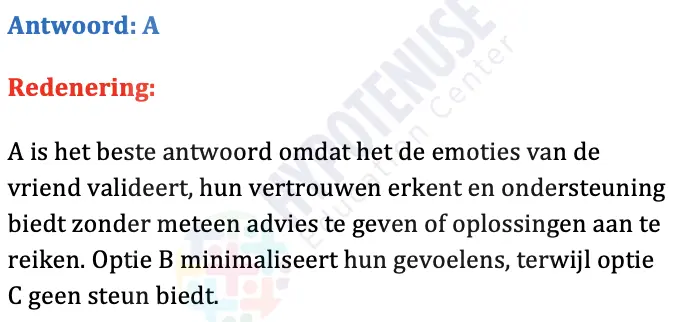 Antwoord: A
Redenering:
A is het beste antwoord omdat het de emoties van de
vriend valideert, hun vertrouwen erkent en ondersteuning
biedt zonder meteen advies te geven of oplossingen aan te
reiken. Optie B minimaliseert hun gevoelens, terwijl optie
C geen steun biedt.
HYPOTENUSE
Education Center